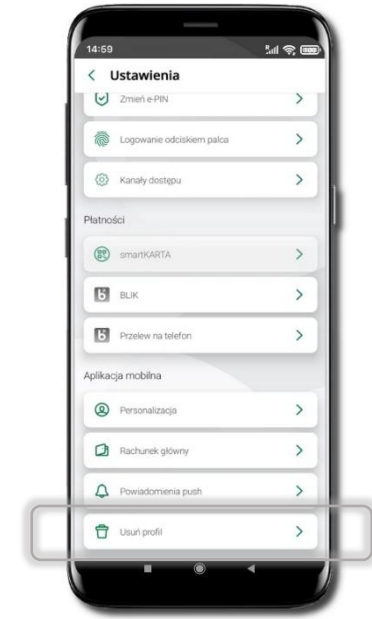 14:59
Ustawienia
Zmień e-PIN
Logowanie odciskiem palca
Kanały dostępu
Płatności
smartKARTA
BLIK
Przelew na telefon
Aplikacja mobilna
Personalizacja
Rachunek główny
Powiadomienia push
Usuń profil